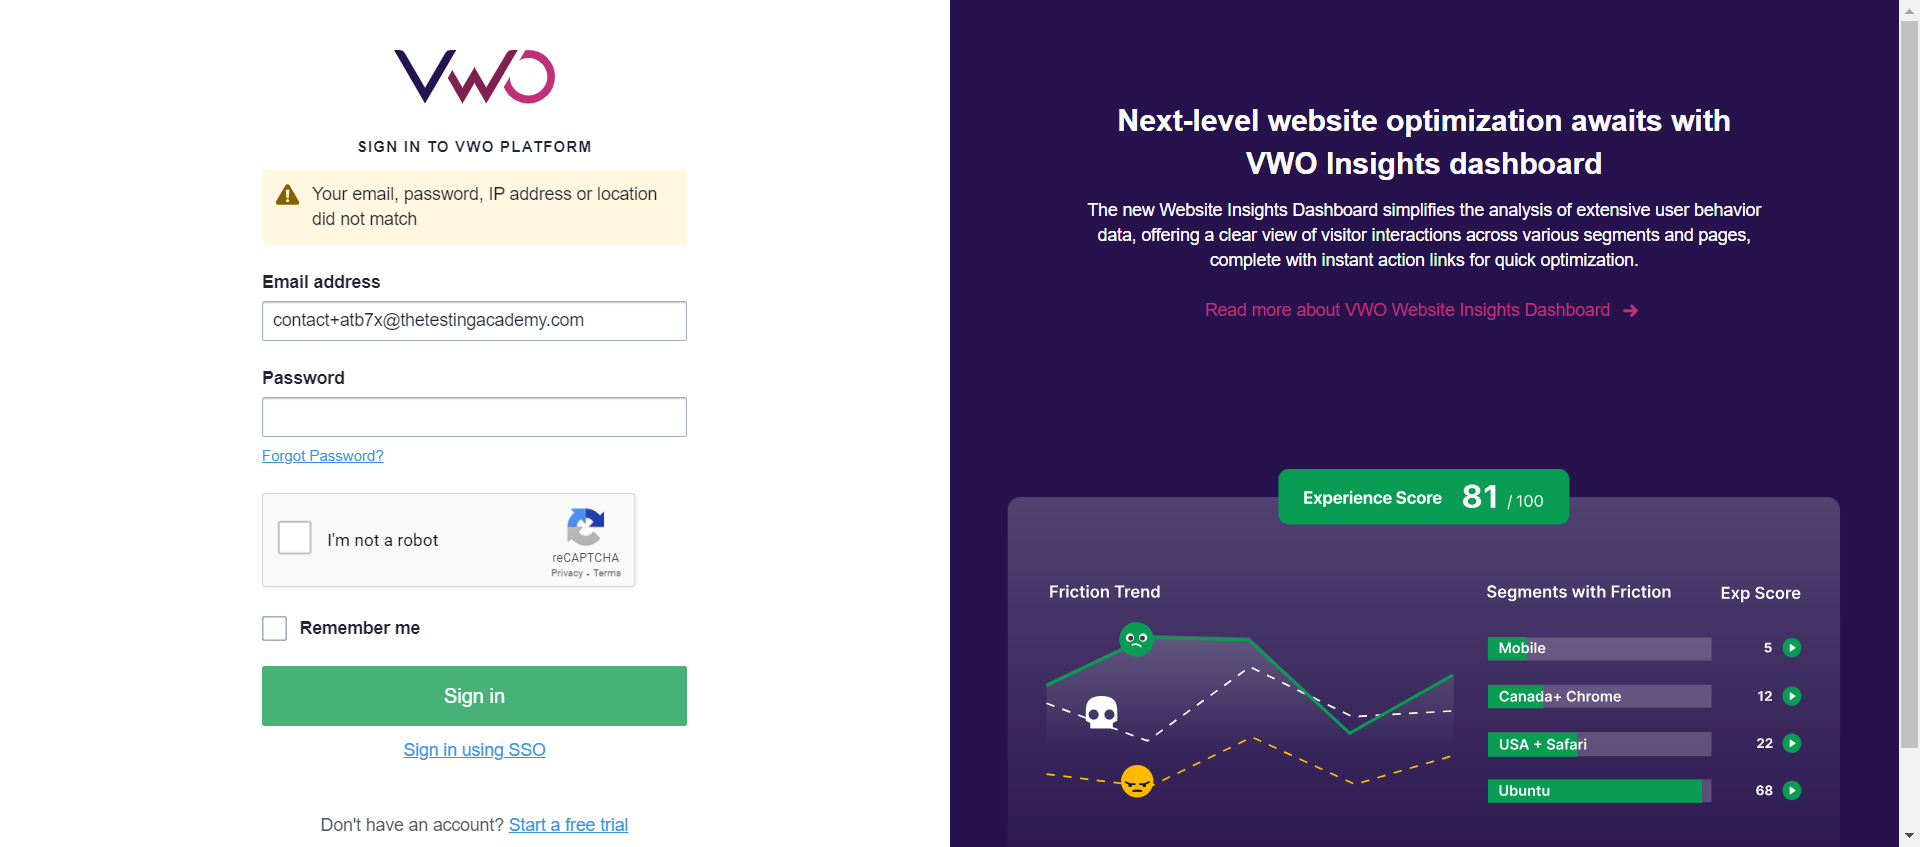 VWO
SIGN IN TO VWO PLATFORM
Your email, password, IP address or location
did not match
Email address
contact+atb7x@thetestingacademy.com
Password
Forgot Password?
I'm not a robot
reCAPTCHA
Privacy - Terms
Remember me
Sign in
Sign in using SSO
Don't have an account? Start a free trial
Next-level website optimization awaits with
VWO Insights dashboard
The new Website Insights Dashboard simplifies the analysis of extensive user behavior
data, offering a clear view of visitor interactions across various segments and pages,
complete with instant action links for quick optimization.
Read more about VWO Website Insights Dashboard
Experience Score 81 / 100
Friction Trend
Segments with Friction Exp Score
Mobile 5
Canada+ Chrome 12
USA + Safari 22
Ubuntu 68